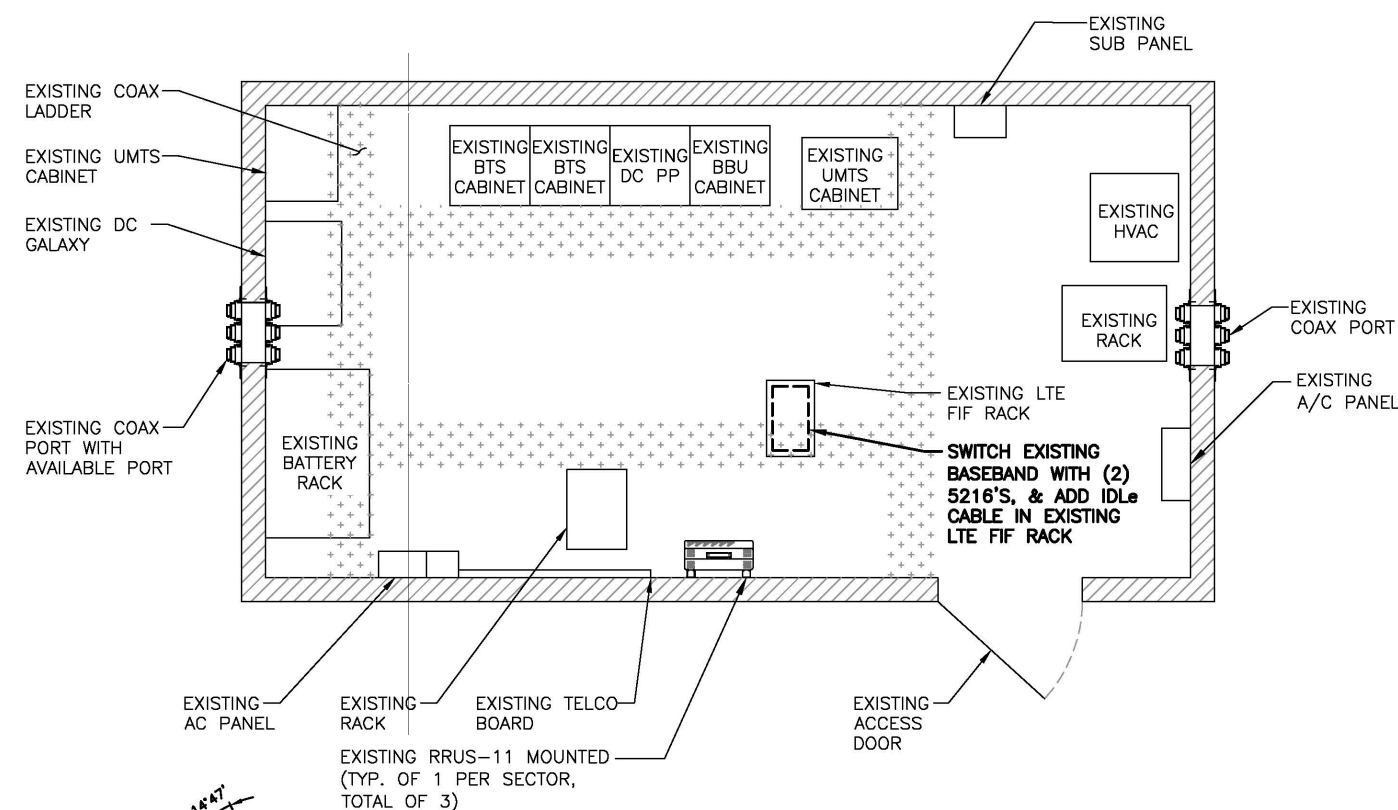 EXISTING
SUB PANEL
EXISTING COAX
LADDER
EXISTING UMTS
CABINET
EXISTING DC
GALAXY
EXISTING
BTS
CABINET
EXISTING
BTS
CABINET
EXISTING
DC PP
EXISTING
BBU
CABINET
EXISTING
UMTS
CABINET
EXISTING
HVAC
EXISTING
RACK
EXISTING
COAX PORT
EXISTING
A/C PANEL
EXISTING LTE
FIF RACK
SWITCH EXISTING
BASEBAND WITH (2)
5216'S, & ADD IDLe
CABLE IN EXISTING
LTE FIF RACK
EXISTING COAX
PORT WITH
AVAILABLE PORT
EXISTING
BATTERY
RACK
EXISTING
AC PANEL
EXISTING
RACK
EXISTING TELCO
BOARD
EXISTING
ACCESS
DOOR
EXISTING RRUS-11 MOUNTED
(TYP. OF 1 PER SECTOR,
TOTAL OF 3)